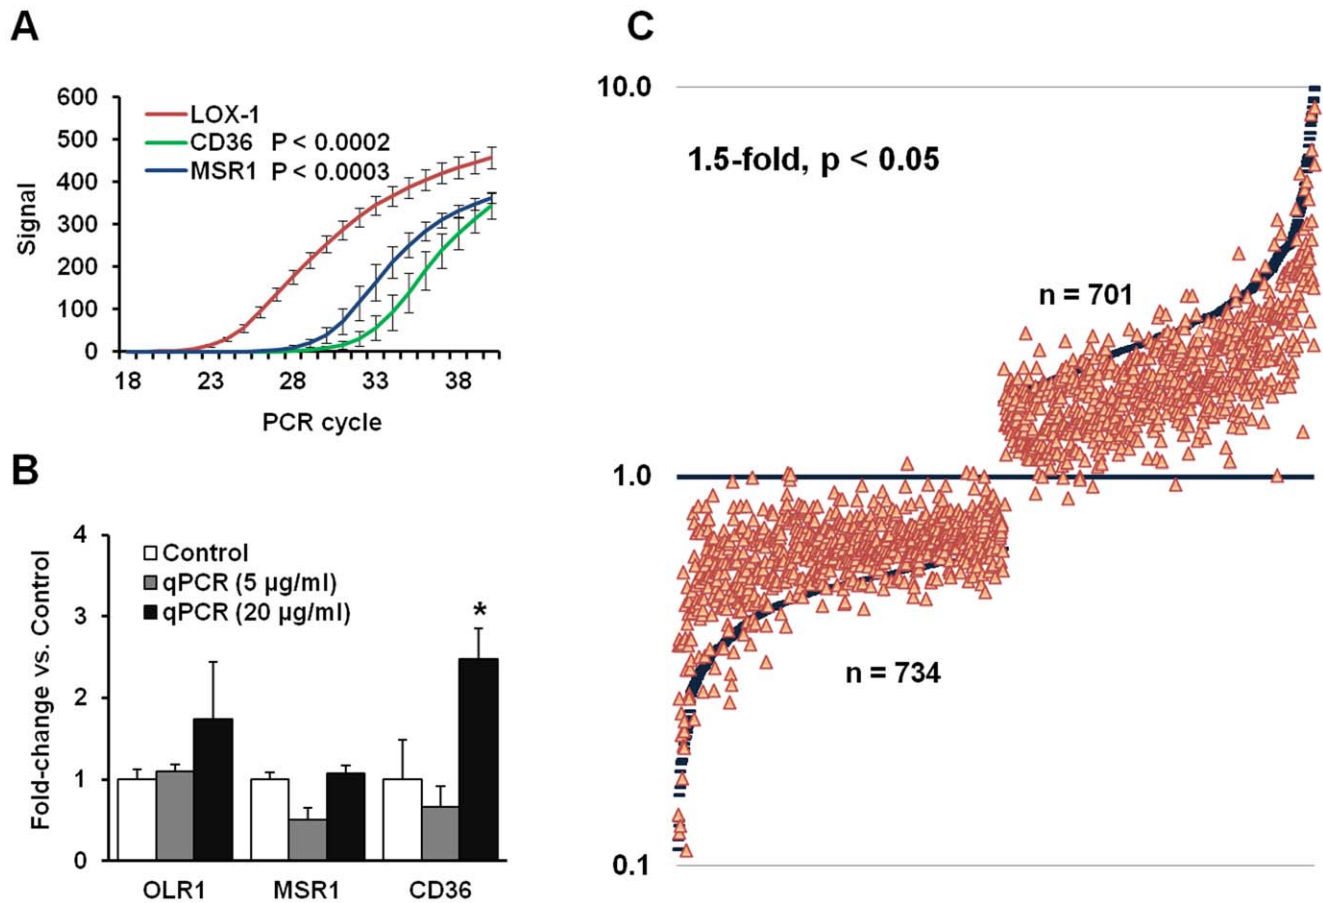 A
600
500
400
300
200
100
0
Signal
LOX-1
CD36 P < 0.0002
MSR1 P < 0.0003
18 23 28 33 38
PCR cycle
B
4
3
2
1
0
Fold-change vs. Control
Control
qPCR (5 µg/ml)
qPCR (20 µg/ml)
*
OLR1 MSR1 CD36
C
10.0
1.0
0.1
1.5-fold, p < 0.05
n = 701
n = 734